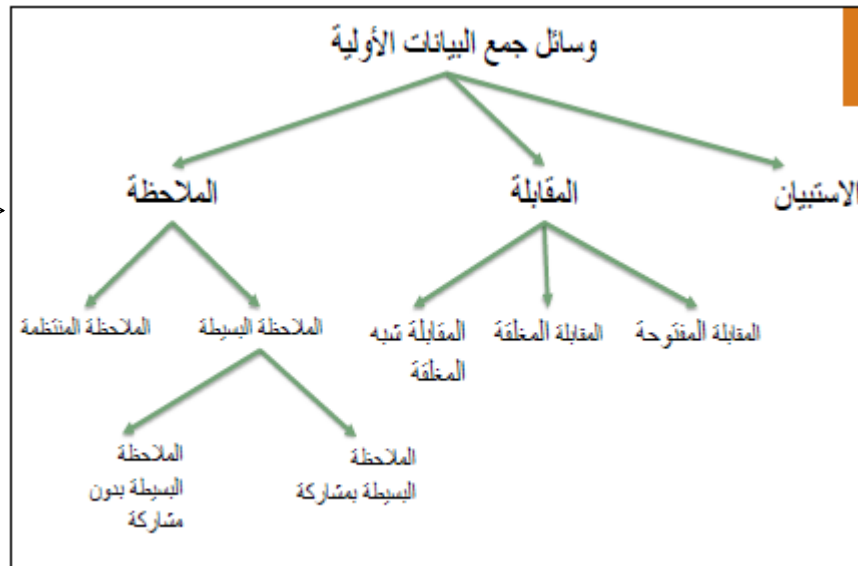 وسائل جمع البيانات الأولية
الاستبيان
المقابلة
الملاحظة
المقابلة المفتوحة
المقابلة المغلقة
المقابلة شبه
المغلقة
الملاحظة البسيطة
الملاحظة المنتظمة
الملاحظة
البسيطة بمشاركة
الملاحظة
البسيطة بدون
مشاركة